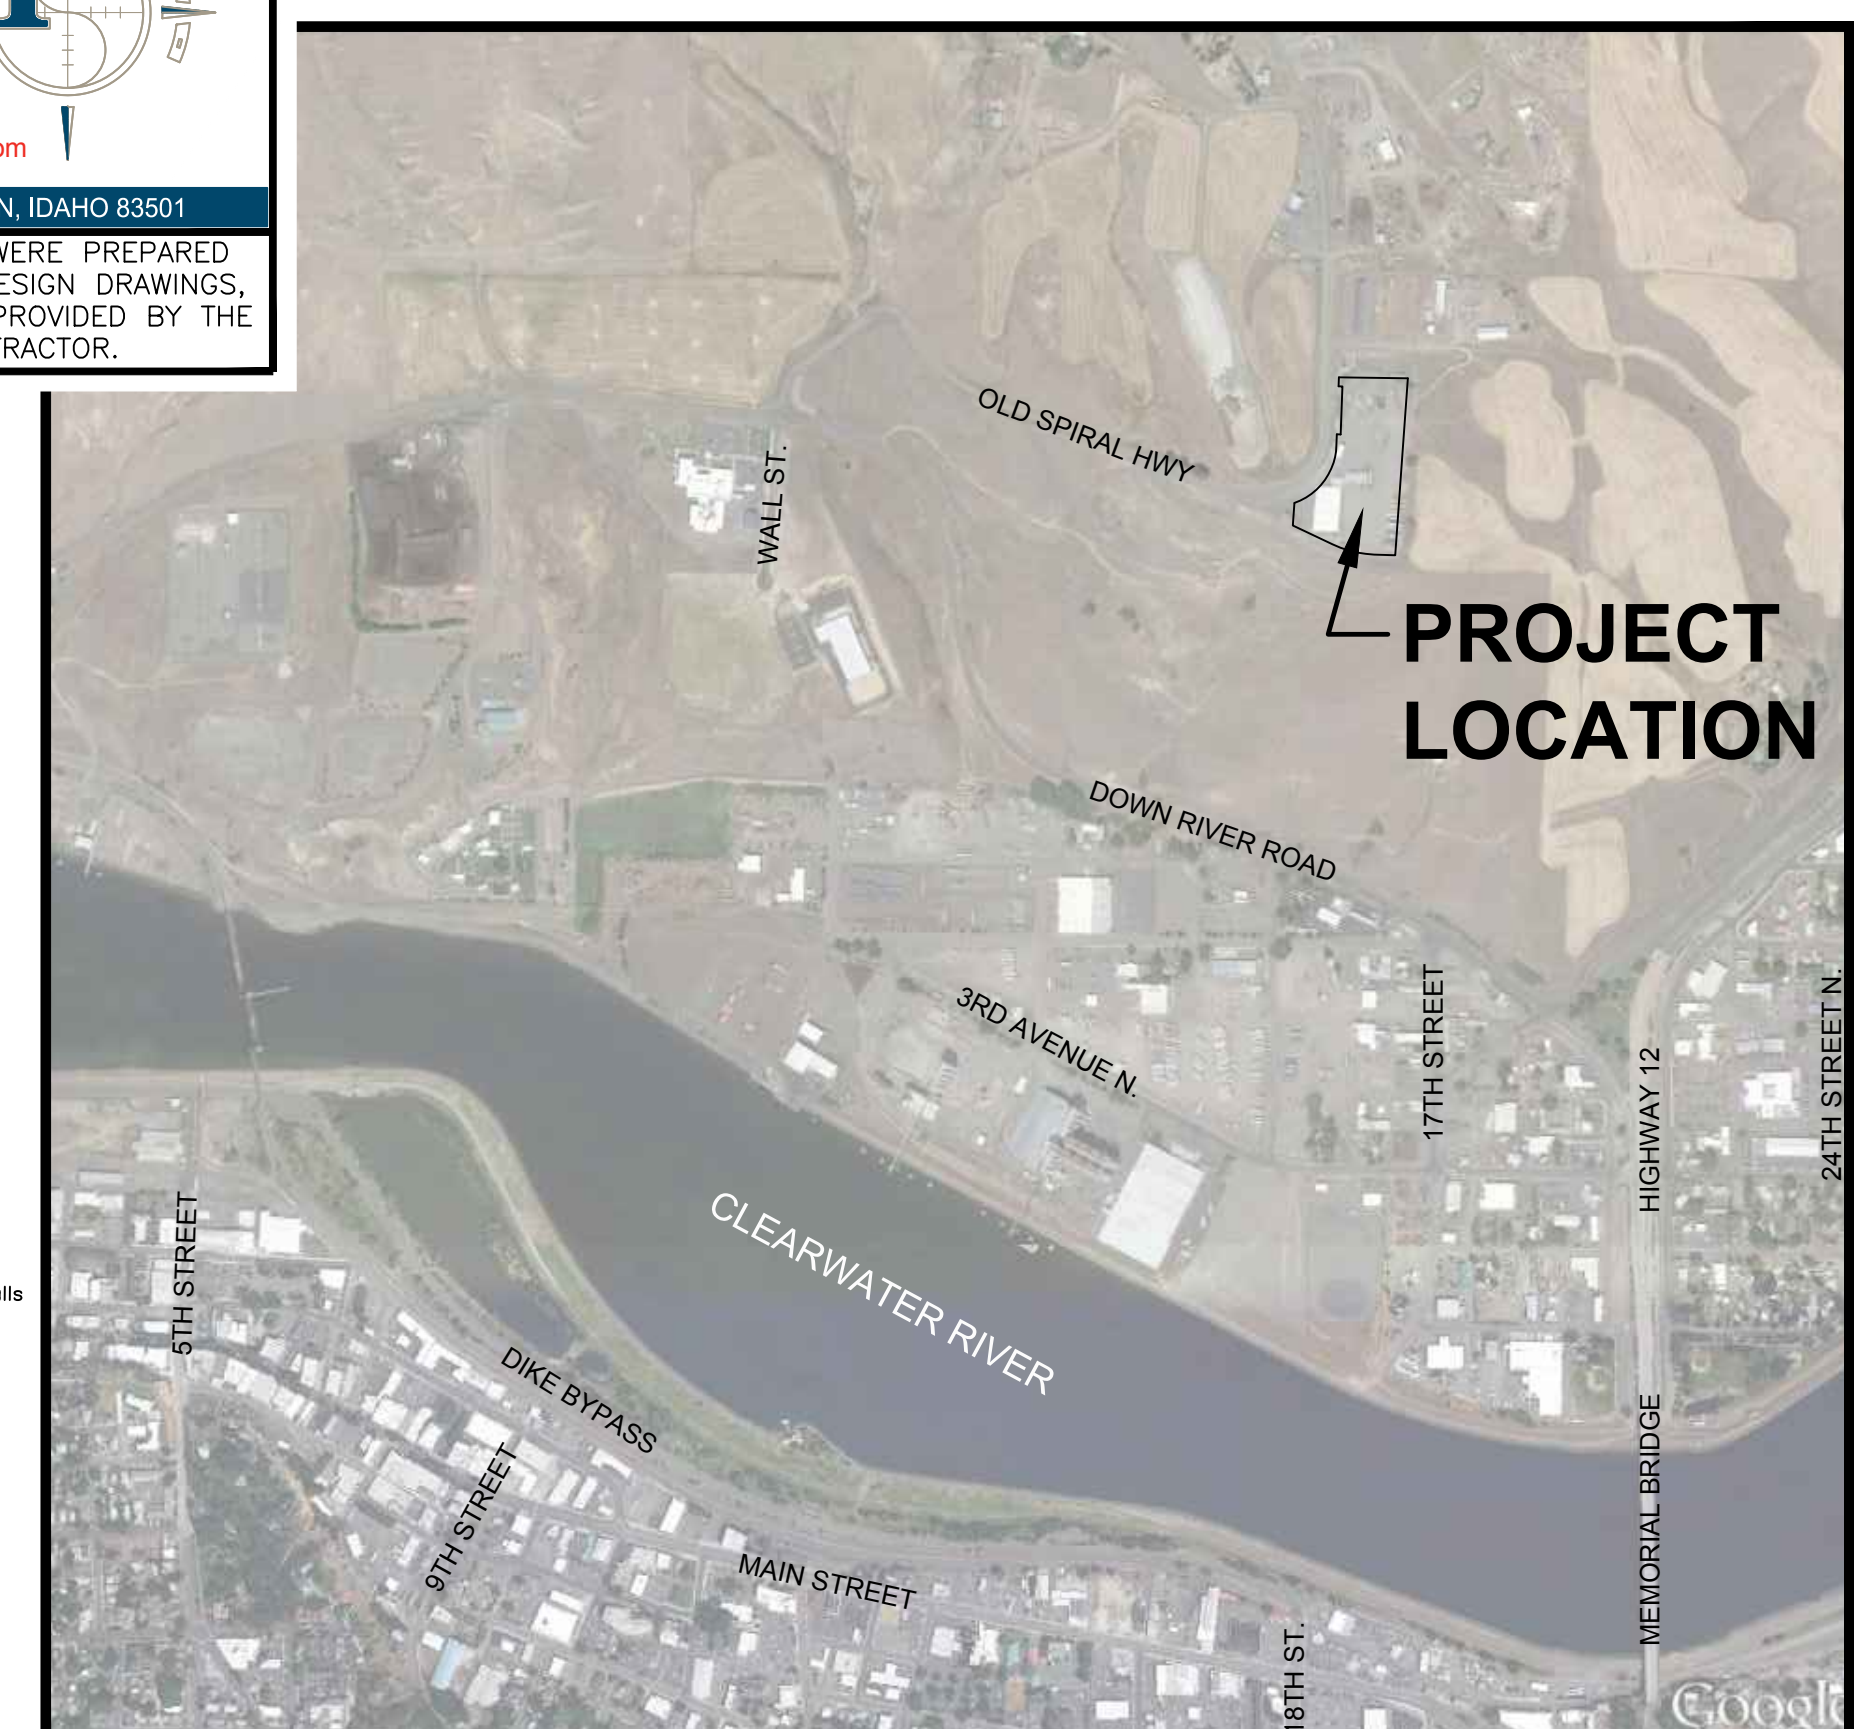 om
N, IDAHO 83501
WERE PREPARED
ESIGN DRAWINGS,
PROVIDED BY THE
TRACTOR.
OLD SPIRAL HWY
WALL ST.
PROJECT
LOCATION
DOWN RIVER ROAD
3RD AVENUE N.
17TH STREET
HIGHWAY 12
24TH STREET N.
CLEARWATER RIVER
5TH STREET
lls
DIKE BYPASS
9TH STREET
MAIN STREET
MEMORIAL BRIDGE
18TH ST.
Google